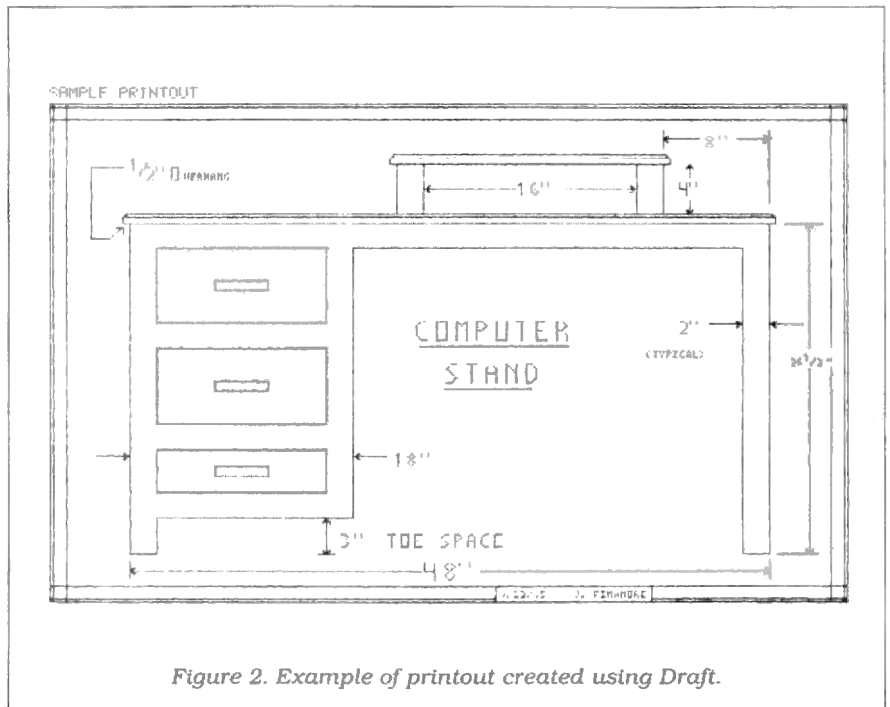 SAMPLE PRINTOUT
8"
1/2" OVERHANG
16"
4"
COMPUTER
STAND
2"
(TYPICAL)
18"
3" TOE SPACE
48"
Figure 2. Example of printout created using Draft.